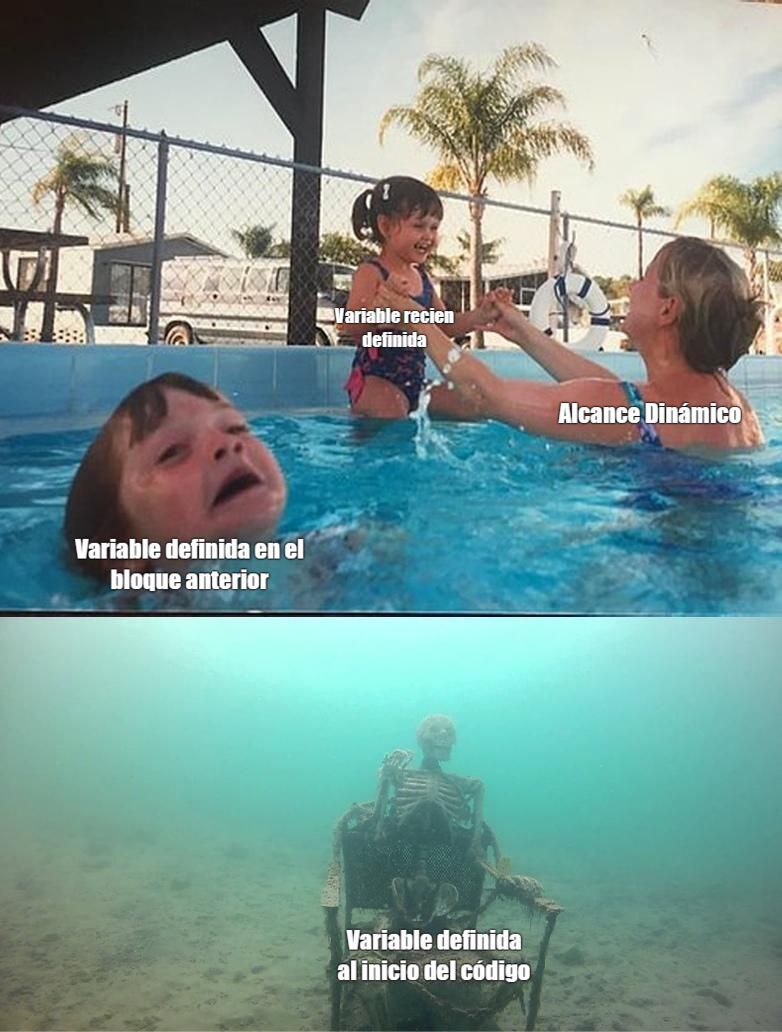 Variable recien
definida
Alcance Dinámico
Variable definida en el
bloque anterior
Variable definida
al inicio del código